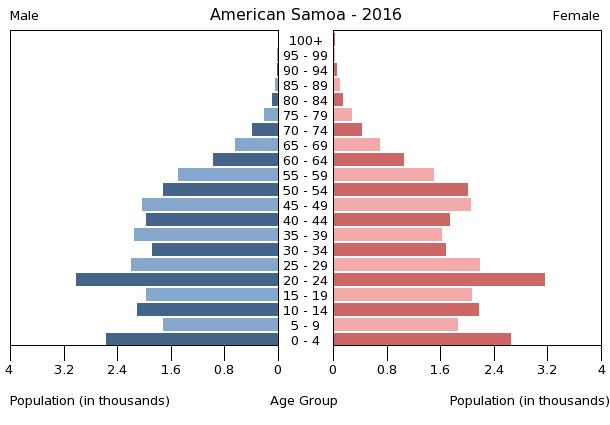 American Samoa - 2016
Male
Female
100+
95 - 99
90 - 94
85 - 89
80 - 84
75 - 79
70 - 74
65 - 69
60 - 64
55 - 59
50 - 54
45 - 49
40 - 44
35 - 39
30 - 34
25 - 29
20 - 24
15 - 19
10 - 14
5 - 9
0 - 4
4 3.2 2.4 1.6 0.8 0 0 0.8 1.6 2.4 3.2 4
Population (in thousands) Age Group Population (in thousands)